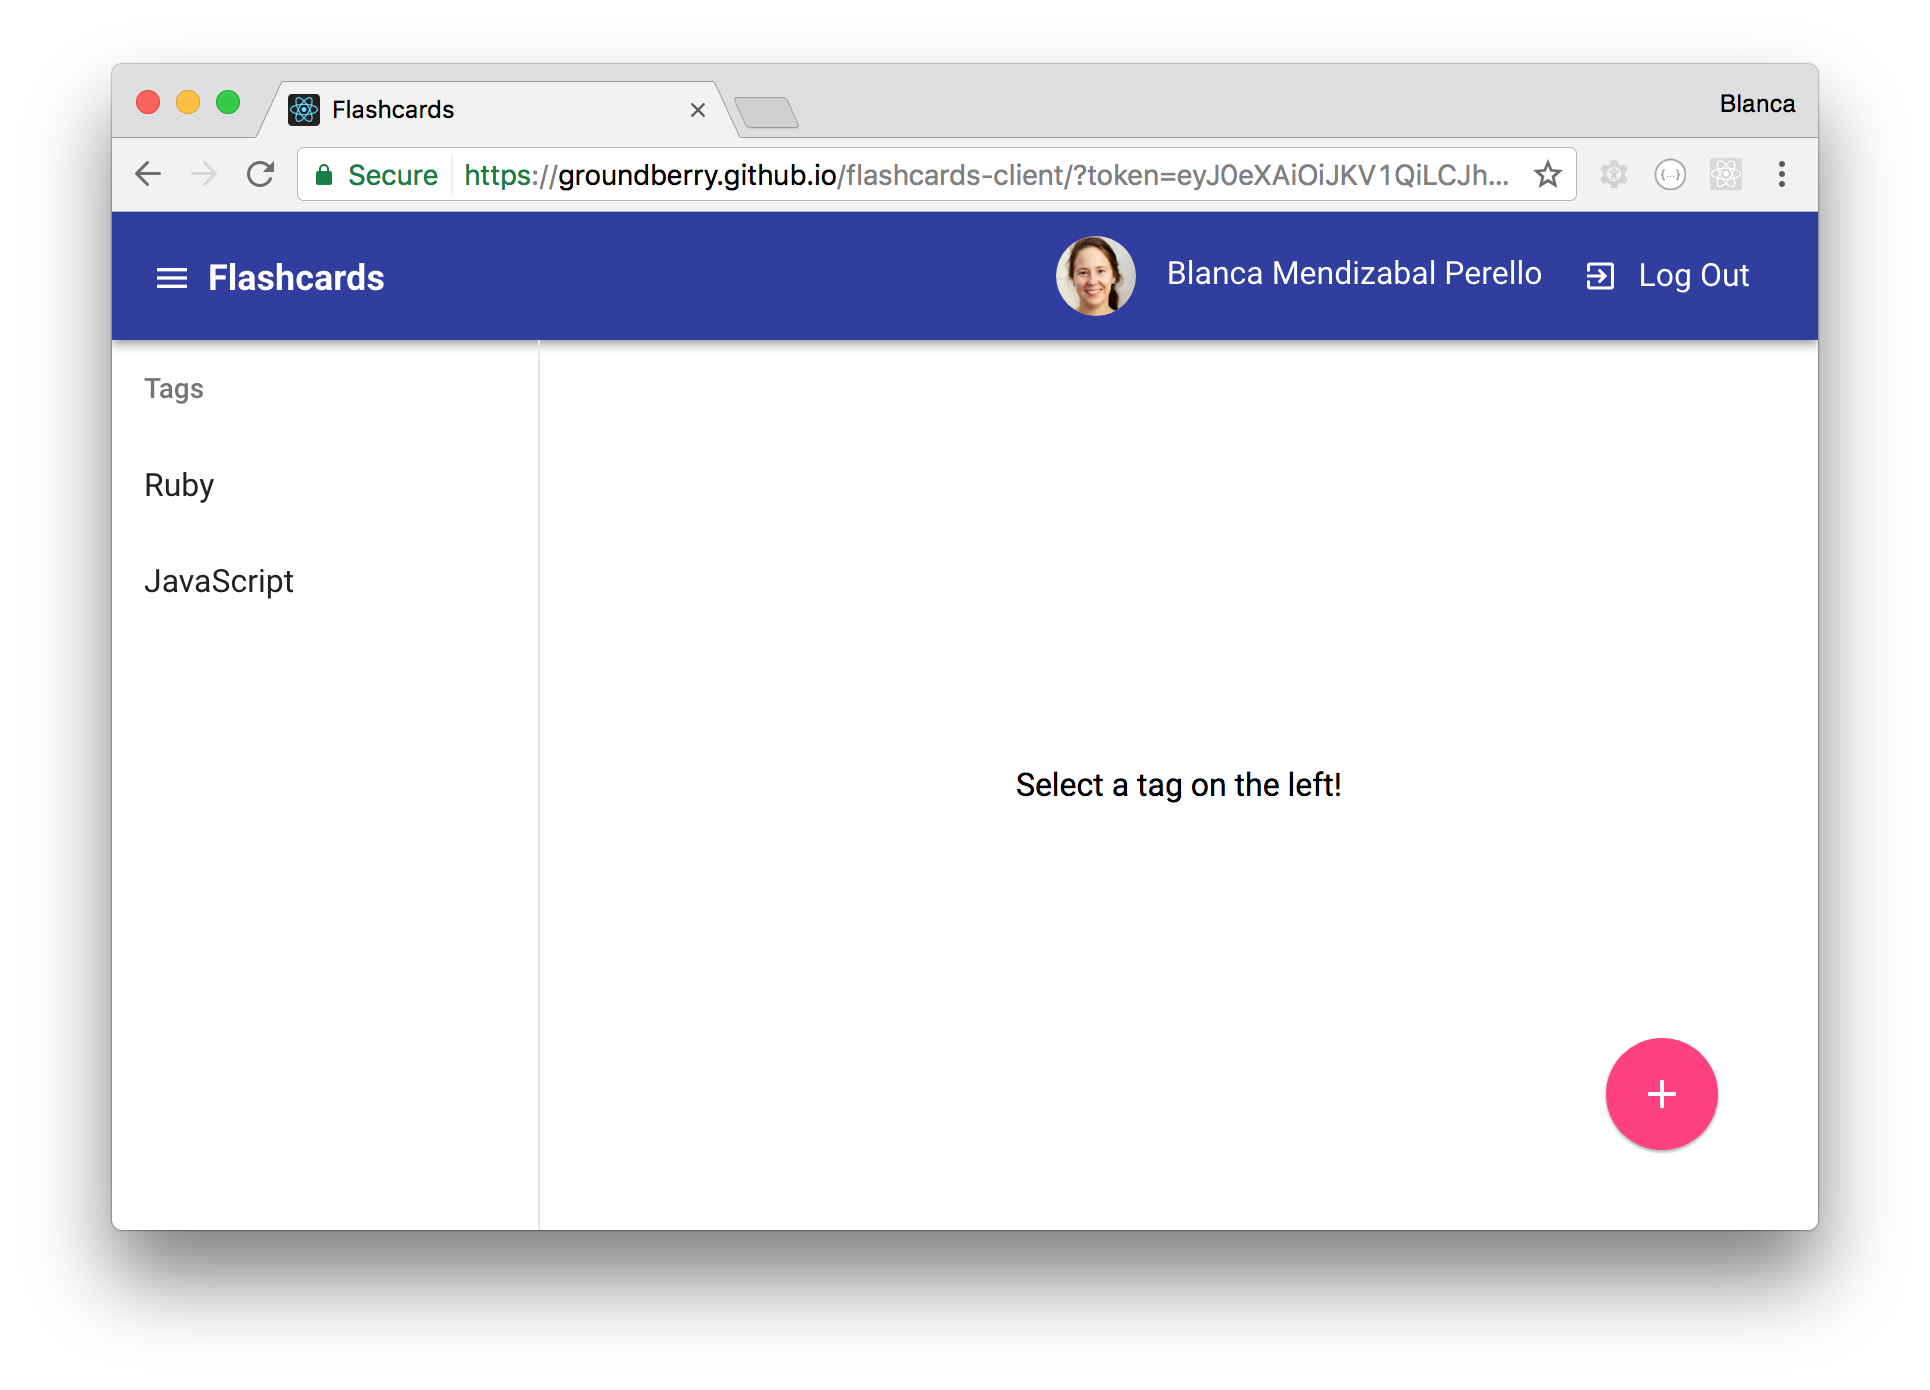 Flashcards
Blanca
Secure https://groundberry.github.io/flashcards-client/?token=eyJ0eXAiOiJKV1QiLCJh...
{...}
Flashcards
Blanca Mendizabal Perello
Log Out
Tags
Ruby
JavaScript
Select a tag on the left!